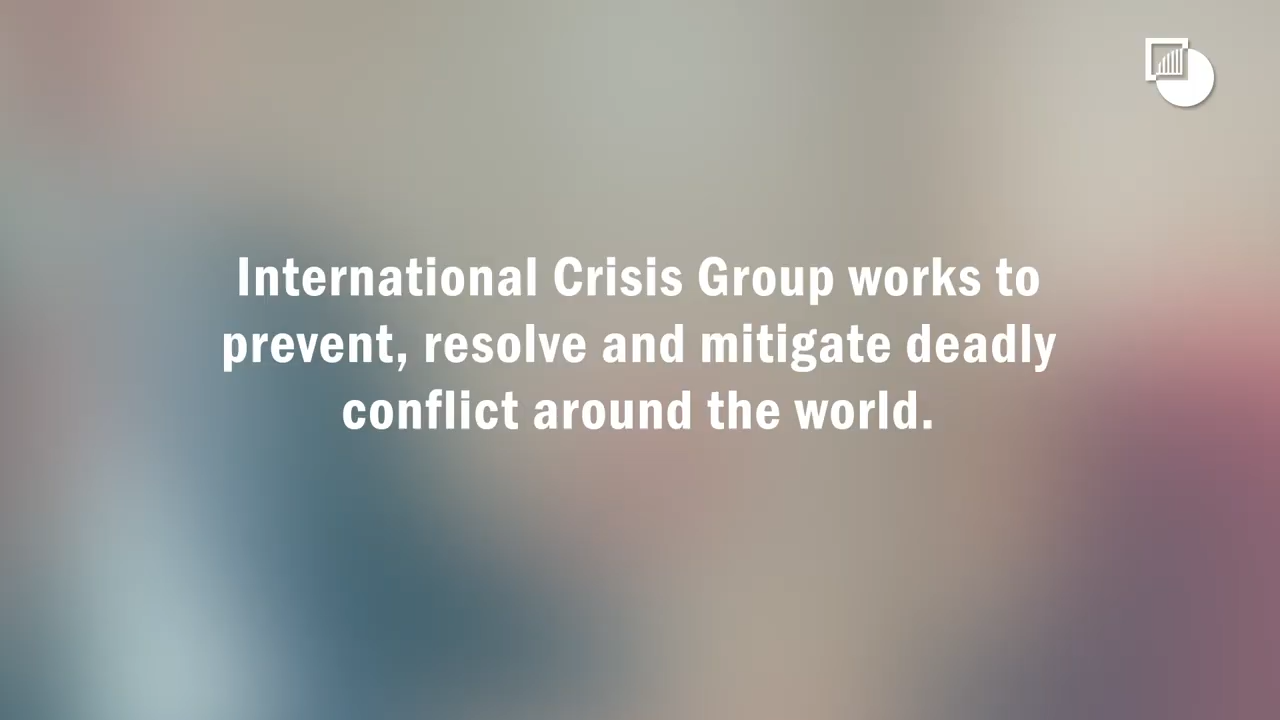 International Crisis Group works to
prevent, resolve and mitigate deadly
conflict around the world.